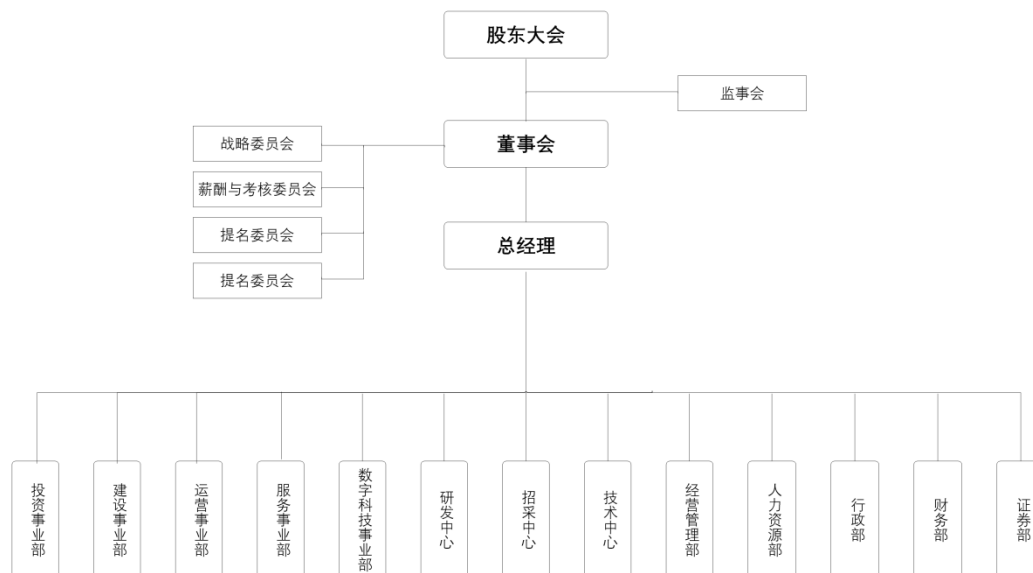 股东大会
监事会
董事会
战略委员会
薪酬与考核委员会
提名委员会
提名委员会
总经理
投资事业部
建设事业部
运营事业部
服务事业部
数字科技事业部
研发中心
招采中心
技术中心
经营管理部
人力资源部
行政部
财务部
证券部